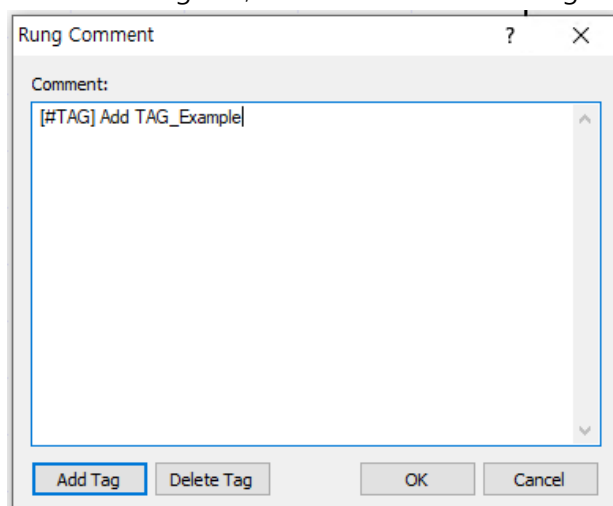 Rung Comment ? ×
Comment:
[#TAG] Add TAG_Example
Add Tag Delete Tag OK Cancel